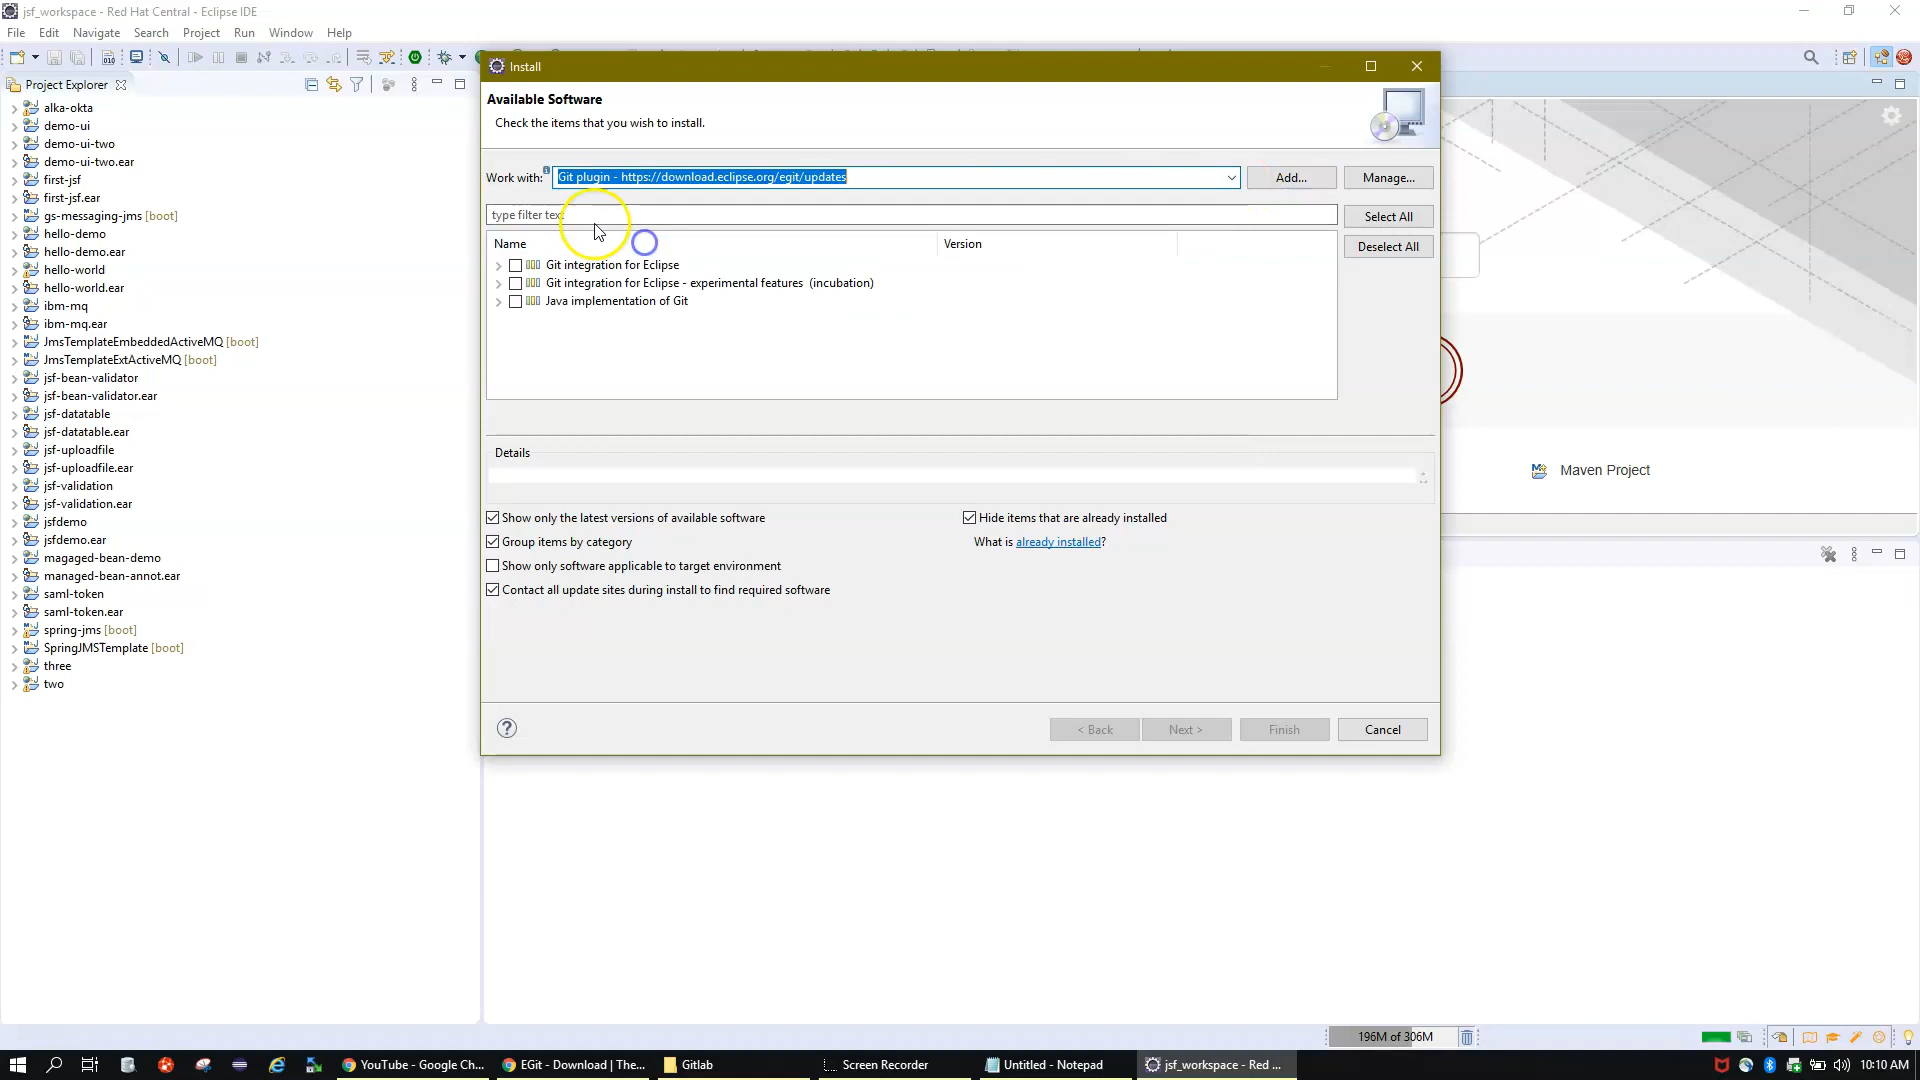 jsf_workspace - Red Hat Central - Eclipse IDE
File Edit Navigate Search Project Run Window Help
Project Explorer
alka-okta
demo-ui
demo-ui-two
demo-ui-two.ear
first-jsf
first-jsf.ear
gs-messaging-jms [boot]
hello-demo
hello-demo.ear
hello-world
hello-world.ear
ibm-mq
ibm-mq.ear
JmsTemplateEmbeddedActiveMQ [boot]
JmsTemplateExtActiveMQ [boot]
jsf-bean-validator
jsf-bean-validator.ear
jsf-datatable
jsf-datatable.ear
jsf-uploadfile
jsf-uploadfile.ear
jsf-validation
jsf-validation.ear
jsfdemo
jsfdemo.ear
magaged-bean-demo
managed-bean-annot.ear
saml-token
saml-token.ear
spring-jms [boot]
SpringJMSTemplate [boot]
three
two
Install
Available Software
Check the items that you wish to install.
Work with: Git plugin - https://download.eclipse.org/egit/updates Add... Manage...
type filter text Select All
Name Version Deselect All
Git integration for Eclipse
Git integration for Eclipse - experimental features (incubation)
Java implementation of Git
Details
Show only the latest versions of available software Hide items that are already installed
Group items by category What is already installed?
Show only software applicable to target environment
Contact all update sites during install to find required software
< Back Next > Finish Cancel
Maven Project
196M of 306M
YouTube - Google Ch... EGit - Download | The... Gitlab Screen Recorder Untitled - Notepad jsf_workspace - Red ... 10:10 AM